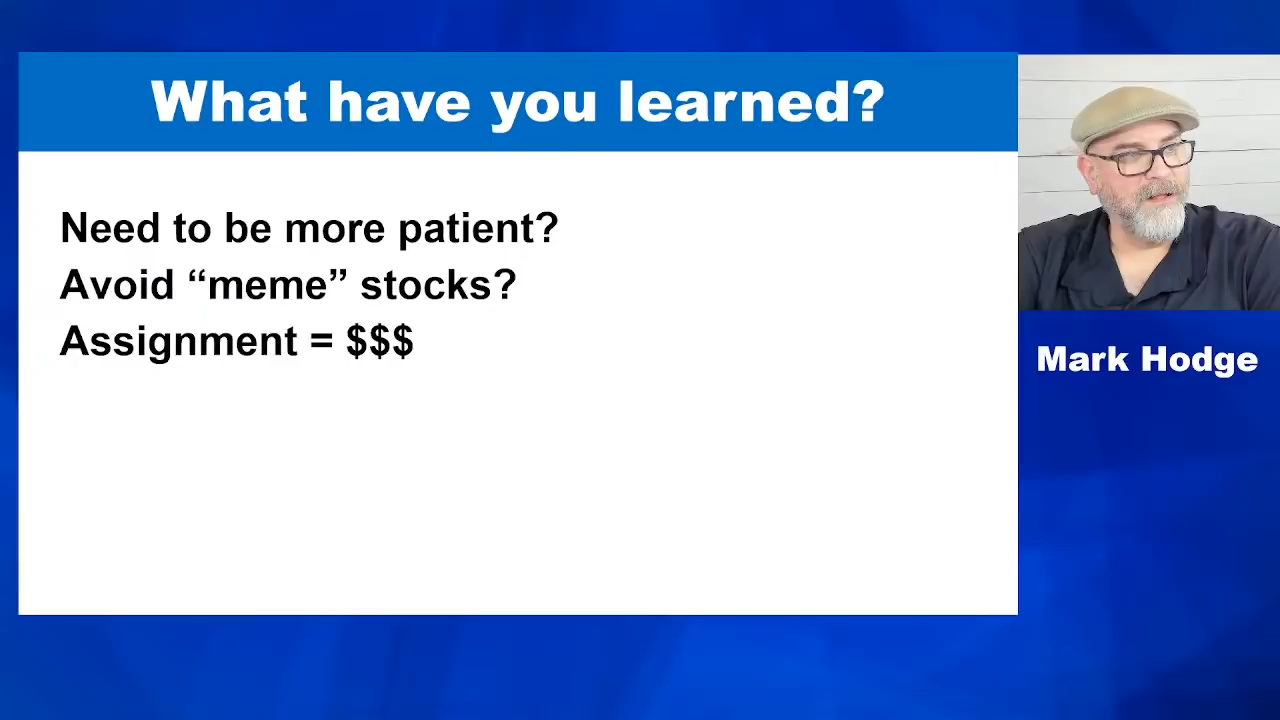 What have you learned?
Need to be more patient?
Avoid “meme” stocks?
Assignment = $$$
Mark Hodge